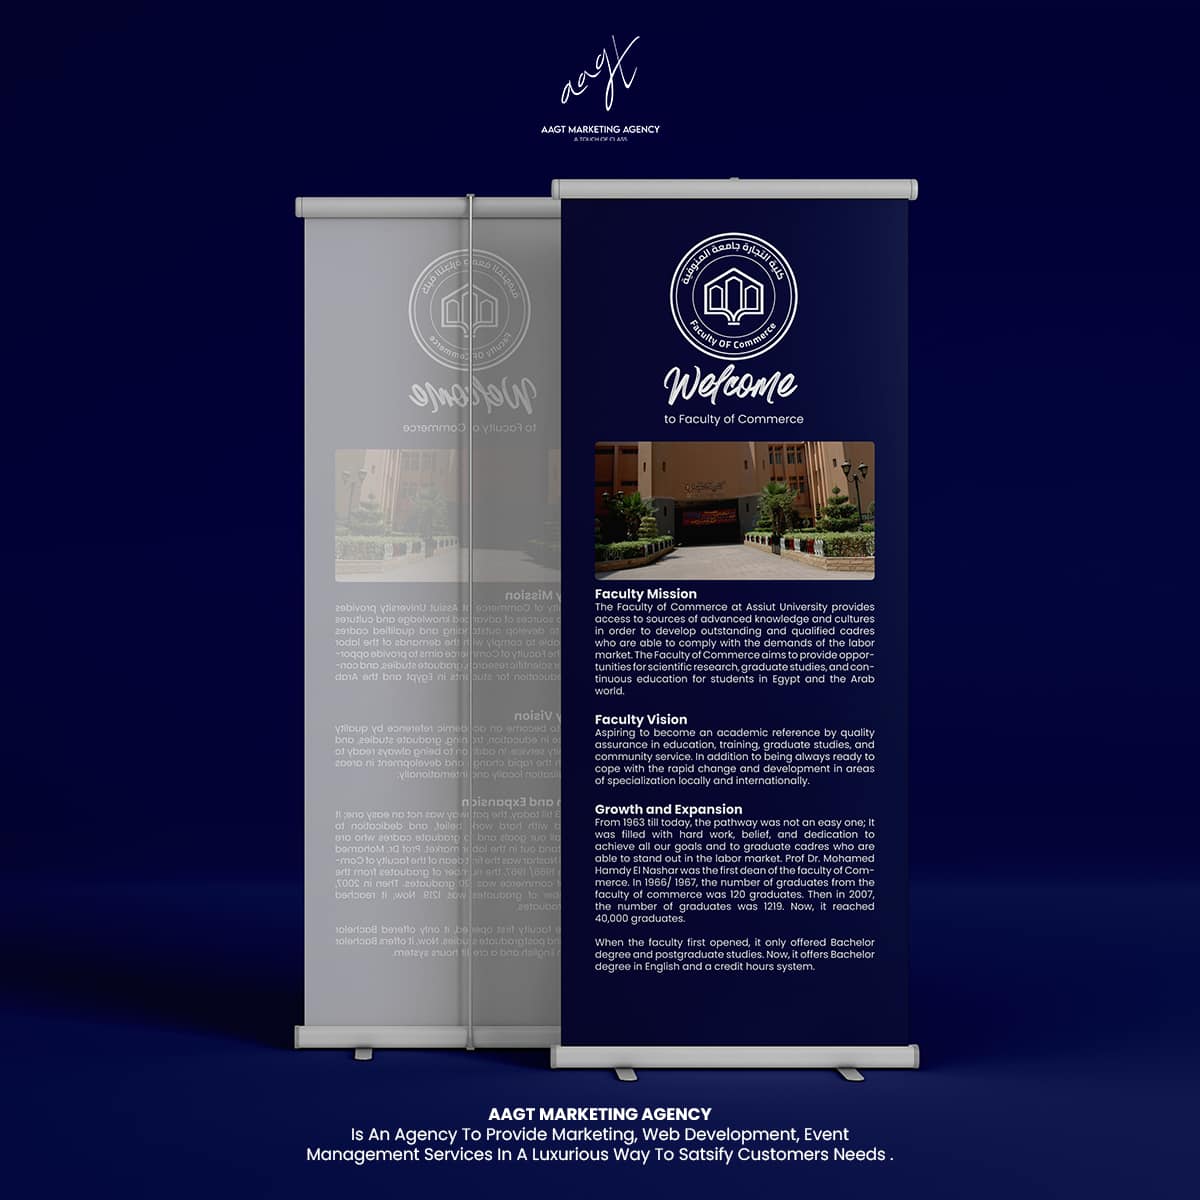 aagt
AAGT MARKETING AGENCY
A TOUCH OF CLASS
كلية التجارة جامعة المنوفية
Faculty OF Commerce
Welcome
to Faculty of Commerce
Faculty Mission
The Faculty of Commerce at Assiut University provides
access to sources of advanced knowledge and cultures
in order to develop outstanding and qualified cadres
who are able to comply with the demands of the labor
market. The Faculty of Commerce aims to provide oppor-
tunities for scientific research, graduate studies, and con-
tinuous education for students in Egypt and the Arab
world.
Faculty Vision
Aspiring to become an academic reference by quality
assurance in education, training, graduate studies, and
community service. In addition to being always ready to
cope with the rapid change and development in areas
of specialization locally and internationally.
Growth and Expansion
From 1963 till today, the pathway was not an easy one; It
was filled with hard work, belief, and dedication to
achieve all our goals and to graduate cadres who are
able to stand out in the labor market. Prof Dr. Mohamed
Hamdy El Nashar was the first dean of the faculty of Com-
merce. In 1966/ 1967, the number of graduates from the
faculty of commerce was 120 graduates. Then in 2007,
the number of graduates was 1219. Now, it reached
40,000 graduates.
When the faculty first opened, it only offered Bachelor
degree and postgraduate studies. Now, it offers Bachelor
degree in English and a credit hours system.
AAGT MARKETING AGENCY
Is An Agency To Provide Marketing, Web Development, Event
Management Services In A Luxurious Way To Satsify Customers Needs .